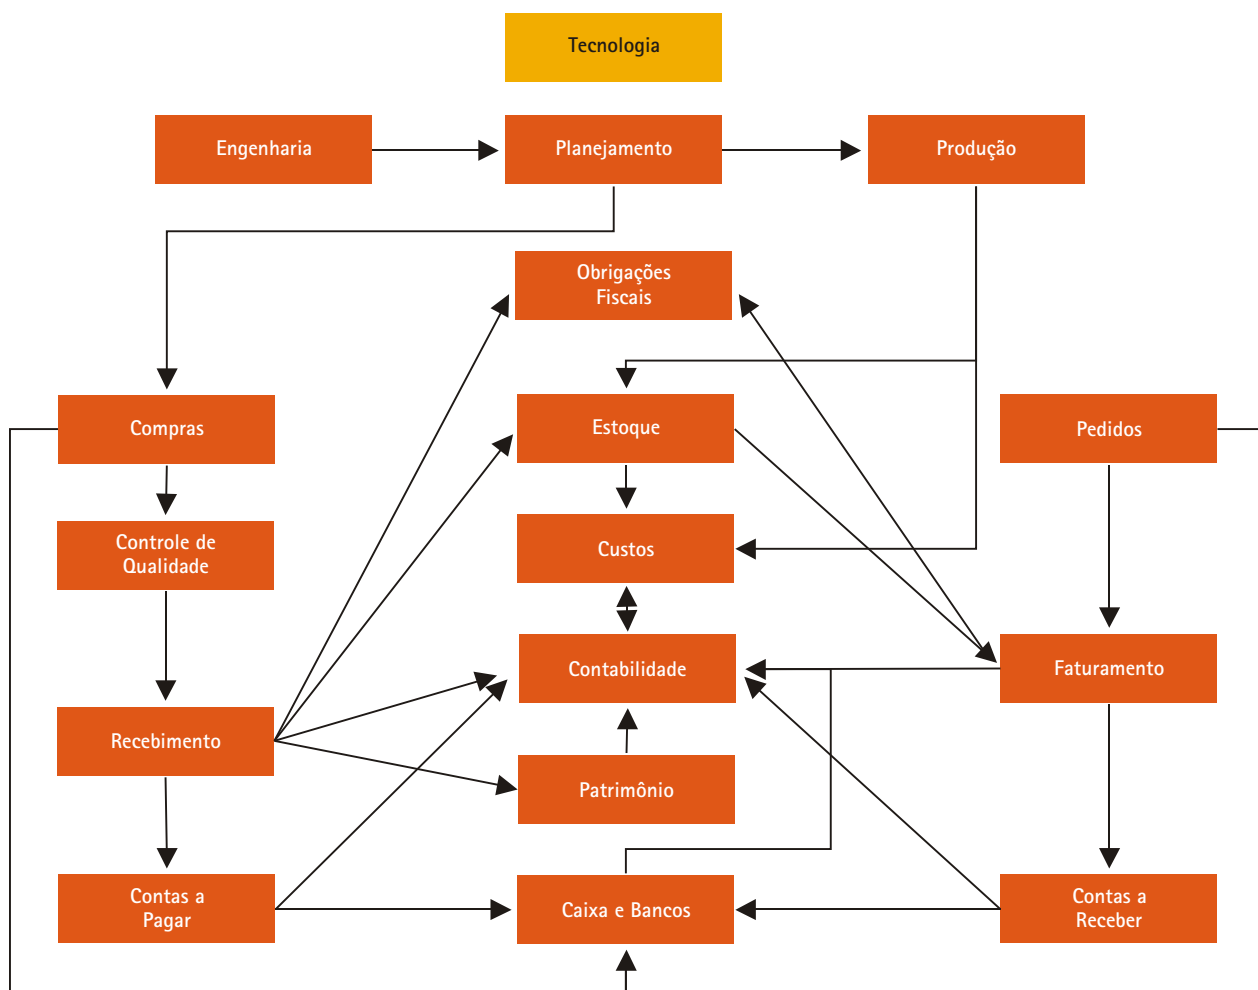 Tecnologia
Engenharia
Planejamento
Produção
Obrigações
Fiscais
Compras
Estoque
Pedidos
Controle de
Qualidade
Custos
Contabilidade
Faturamento
Recebimento
Patrimônio
Contas a
Pagar
Caixa e Bancos
Contas a
Receber